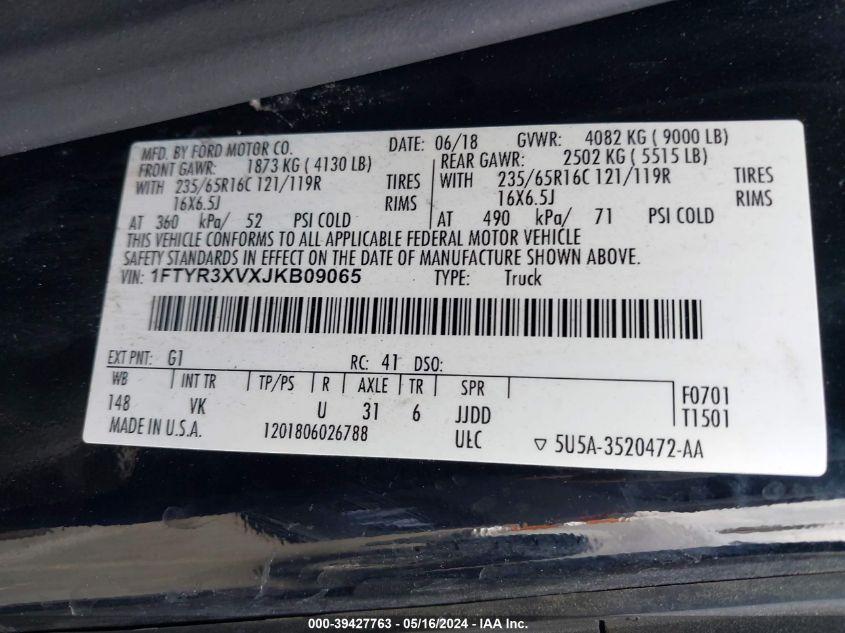 MFD. BY FORD MOTOR CO. DATE: 06/18 GVWR: 4082 KG ( 9000 LB)
FRONT GAWR: 1873 KG ( 4130 LB) REAR GAWR: 2502 KG ( 5515 LB)
WITH 235/65R16C 121/119R TIRES WITH 235/65R16C 121/119R TIRES
16X6.5J RIMS 16X6.5J RIMS
AT 360 kPa/ 52 PSI COLD AT 490 kPa/ 71 PSI COLD
THIS VEHICLE CONFORMS TO ALL APPLICABLE FEDERAL MOTOR VEHICLE
SAFETY STANDARDS IN EFFECT ON THE DATE OF MANUFACTURE SHOWN ABOVE.
VIN: 1FTYR3XVXJKB09065 TYPE: Truck
EXT PNT: G1 RC: 41 DSO:
WB INT TR TP/PS R AXLE TR SPR F0701
148 VK U 31 6 JJDD T1501
MADE IN U.S.A. 1201806026788 ULC ▽ 5U5A-3520472-AA
000-39427763 - 05/16/2024 - IAA Inc.